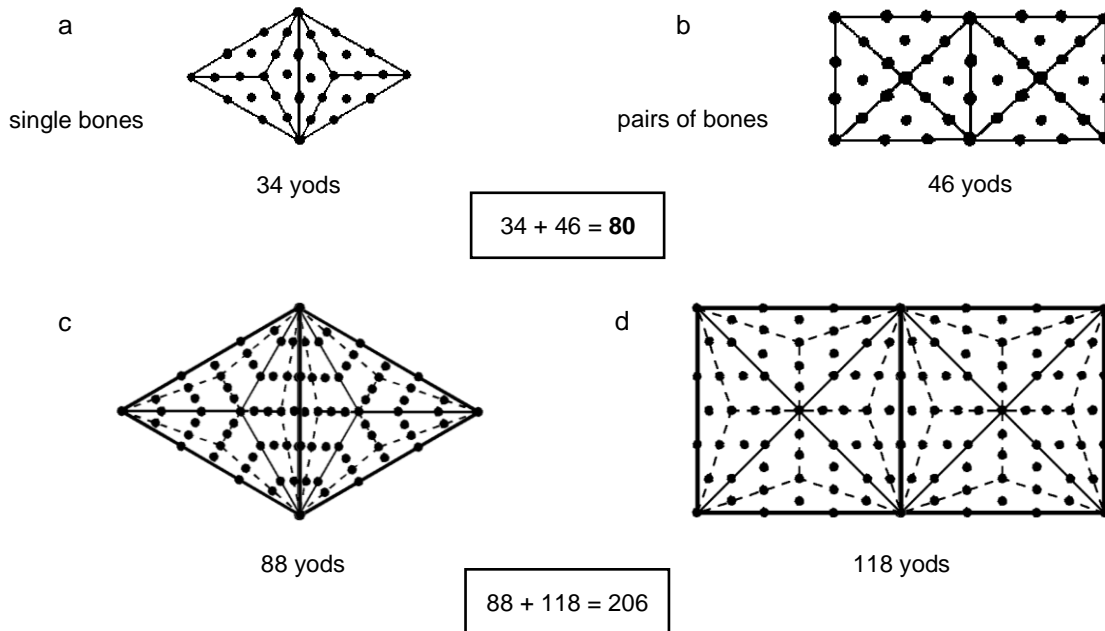 a
b
single bones
pairs of bones
34 yods
46 yods
34 + 46 = 80
c
d
88 yods
118 yods
88 + 118 = 206